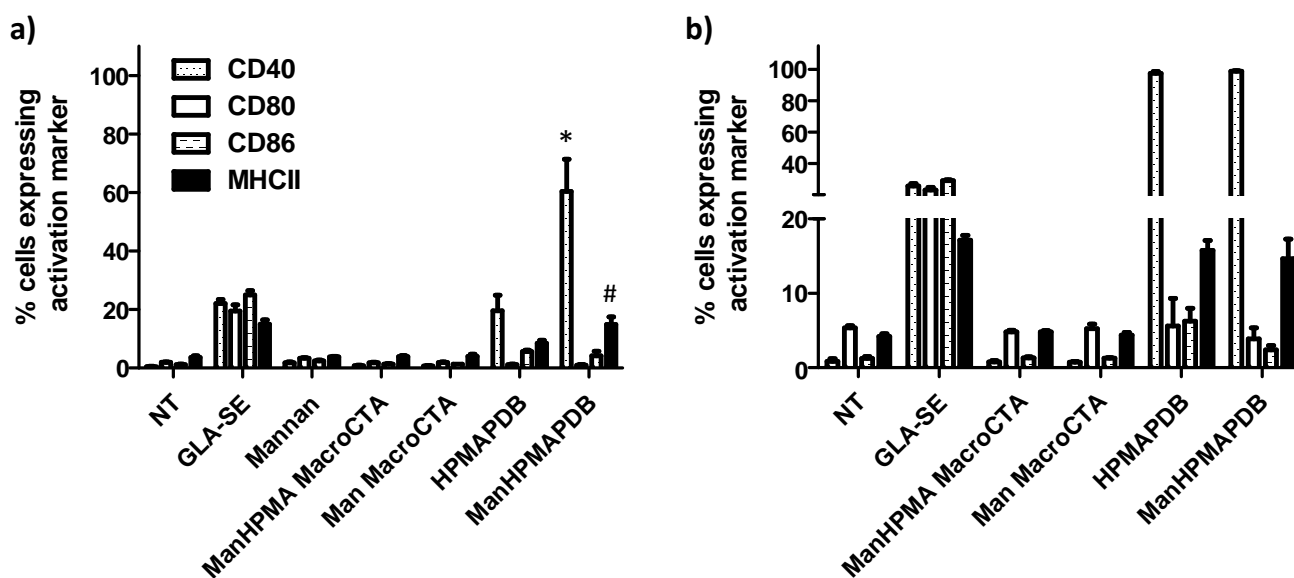 a)
% cells expressing
activation marker
100
80
60
40
20
0
CD40
CD80
CD86
MHCII
*
#
NT
GLA-SE
Mannan
ManHPMA MacroCTA
Man MacroCTA
HPMAPDB
ManHPMAPDB
b)
% cells expressing
activation marker
100
80
60
40
20
10
0
NT
GLA-SE
ManHPMA MacroCTA
Man MacroCTA
HPMAPDB
ManHPMAPDB